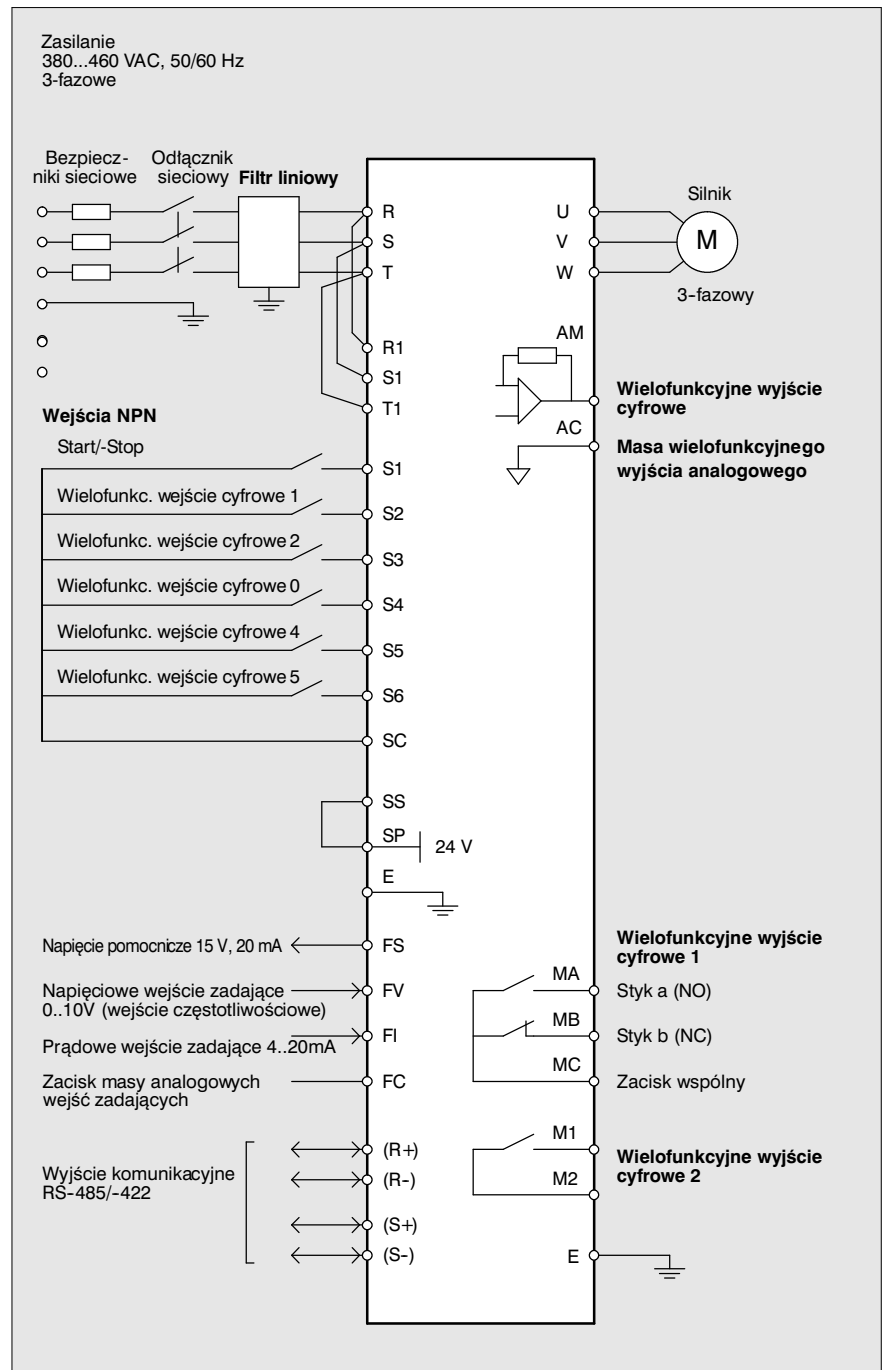 Zasilanie
380...460 VAC, 50/60 Hz
3-fazowe
Bezpiecz-
niki sieciowe
Odłącznik
sieciowy
Filtr liniowy
R
S
T
R1
S1
T1
U
V
W
Silnik
M
3-fazowy
AM
Wielofunkcyjne wyjście
cyfrowe
AC
Masa wielofunkcyjnego
wyjścia analogowego
Wejścia NPN
Start/-Stop
S1
Wielofunkc. wejście cyfrowe 1
S2
Wielofunkc. wejście cyfrowe 2
S3
Wielofunkc. wejście cyfrowe 0
S4
Wielofunkc. wejście cyfrowe 4
S5
Wielofunkc. wejście cyfrowe 5
S6
SC
SS
SP
24 V
E
Napięcie pomocnicze 15 V, 20 mA
FS
Napięciowe wejście zadające
0..10V (wejście częstotliwościowe)
FV
Prądowe wejście zadające 4..20mA
FI
Zacisk masy analogowych
wejść zadających
FC
Wyjście komunikacyjne
RS-485/-422
(R+)
(R-)
(S+)
(S-)
Wielofunkcyjne wyjście
cyfrowe 1
MA
Styk a (NO)
MB
Styk b (NC)
MC
Zacisk wspólny
M1
M2
Wielofunkcyjne wyjście
cyfrowe 2
E